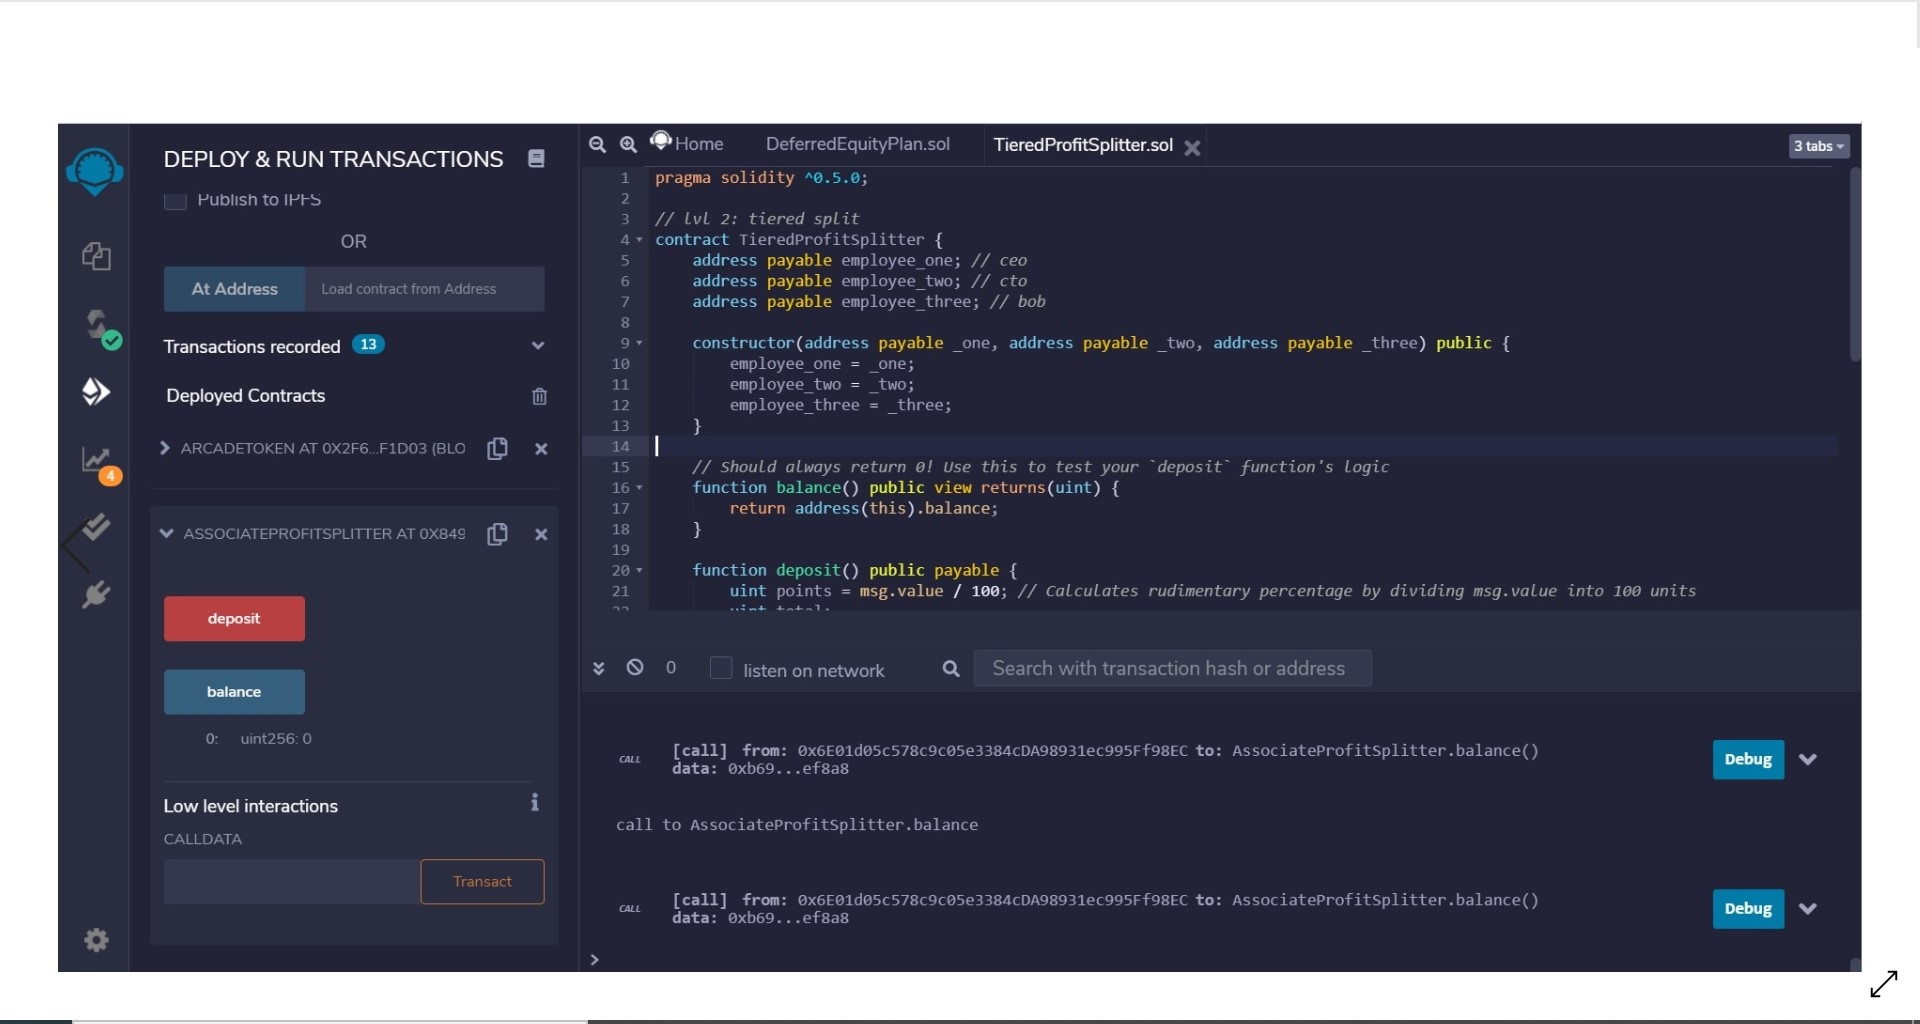 DEPLOY & RUN TRANSACTIONS
Publish to IPFS
OR
At Address
Load contract from Address
Transactions recorded 13
Deployed Contracts
ARCADETOKEN AT 0X2F6...F1D03 (BLO
4
ASSOCIATEPROFITSPLITTER AT 0X849
deposit
balance
0: uint256: 0
Low level interactions
CALLDATA
Transact
Home DeferredEquityPlan.sol TieredProfitSplitter.sol 3 tabs
1 pragma solidity ^0.5.0;
2
3 // lvl 2: tiered split
4 contract TieredProfitSplitter {
5 address payable employee_one; // ceo
6 address payable employee_two; // cto
7 address payable employee_three; // bob
8
9 constructor(address payable _one, address payable _two, address payable _three) public {
10 employee_one = _one;
11 employee_two = _two;
12 employee_three = _three;
13 }
14
15 // Should always return 0! Use this to test your `deposit` function's logic
16 function balance() public view returns(uint) {
17 return address(this).balance;
18 }
19
20 function deposit() public payable {
21 uint points = msg.value / 100; // Calculates rudimentary percentage by dividing msg.value into 100 units
22 uint total;
0 listen on network Search with transaction hash or address
CALL [call] from: 0x6E01d05c578c9c05e3384cDA98931ec995Ff98EC to: AssociateProfitSplitter.balance() Debug
data: 0xb69...ef8a8
call to AssociateProfitSplitter.balance
CALL [call] from: 0x6E01d05c578c9c05e3384cDA98931ec995Ff98EC to: AssociateProfitSplitter.balance() Debug
data: 0xb69...ef8a8
>